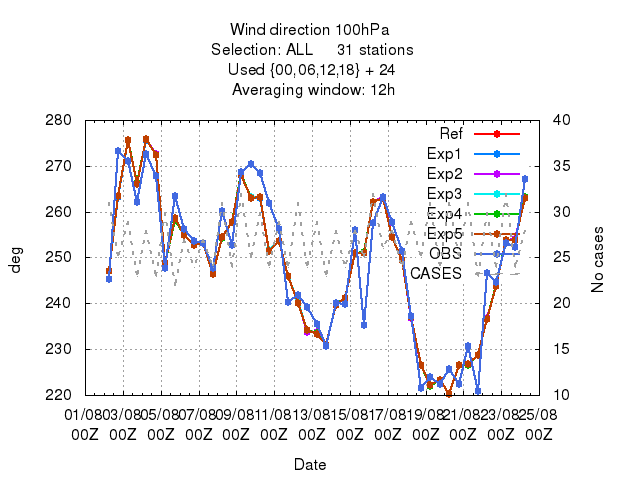 Wind direction 100hPa
Selection: ALL 31 stations
Used {00,06,12,18} + 24
Averaging window: 12h
280 40
Ref
Exp1
270 35
Exp2
Exp3
260 30
Exp4
Exp5
OBS
250 25
CASES
240 20
230 15
220 10
deg
No cases
01/08 03/08 05/08 07/08 09/08 11/08 13/08 15/08 17/08 19/08 21/08 23/08 25/08
00Z 00Z 00Z 00Z 00Z 00Z 00Z 00Z 00Z 00Z 00Z 00Z 00Z
Date